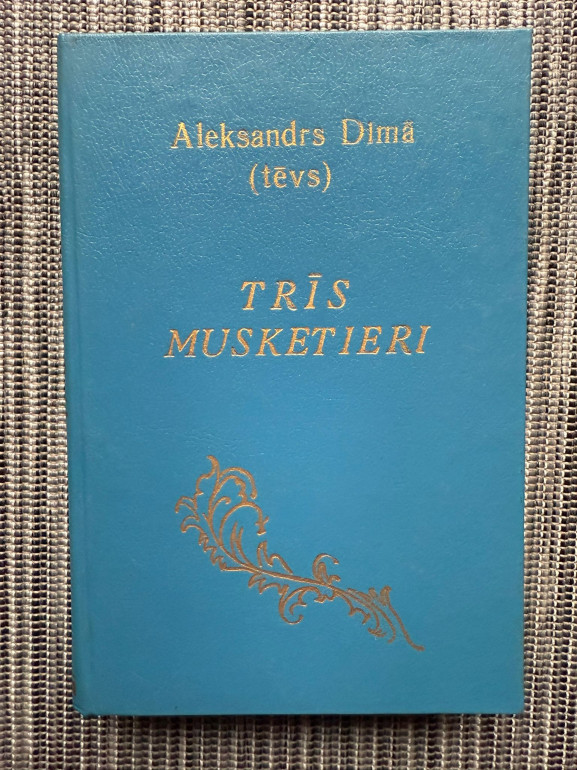 Aleksandrs Dimā
(tēvs)
TRĪS
MUSKETIERI